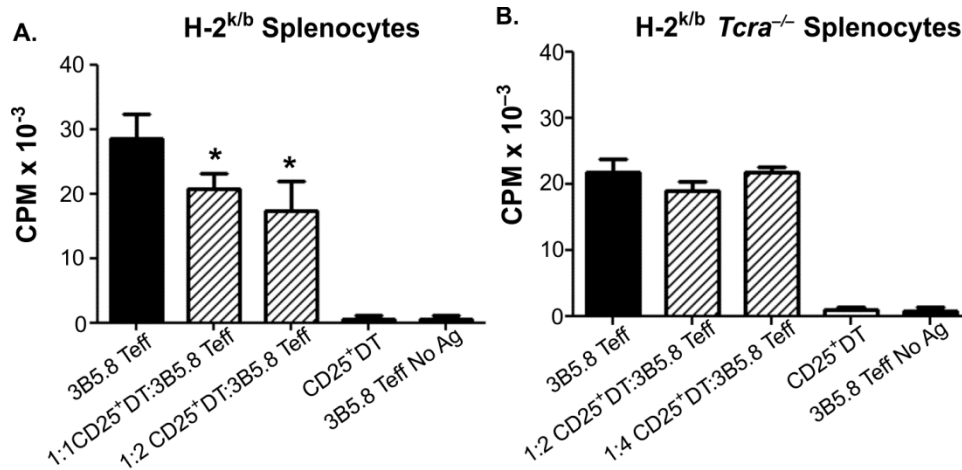 A. H-2k/b Splenocytes
CPM x 10-3
40
30
20
10
0
*
*
3B5.8 Teff
1:1CD25+DT:3B5.8 Teff
1:2 CD25+DT:3B5.8 Teff
CD25+DT
3B5.8 Teff No Ag
B. H-2k/b Tcra–/– Splenocytes
CPM x 10–3
40
30
20
10
0
3B5.8 Teff
1:2 CD25+DT:3B5.8 Teff
1:4 CD25+DT:3B5.8 Teff
CD25+DT
3B5.8 Teff No Ag